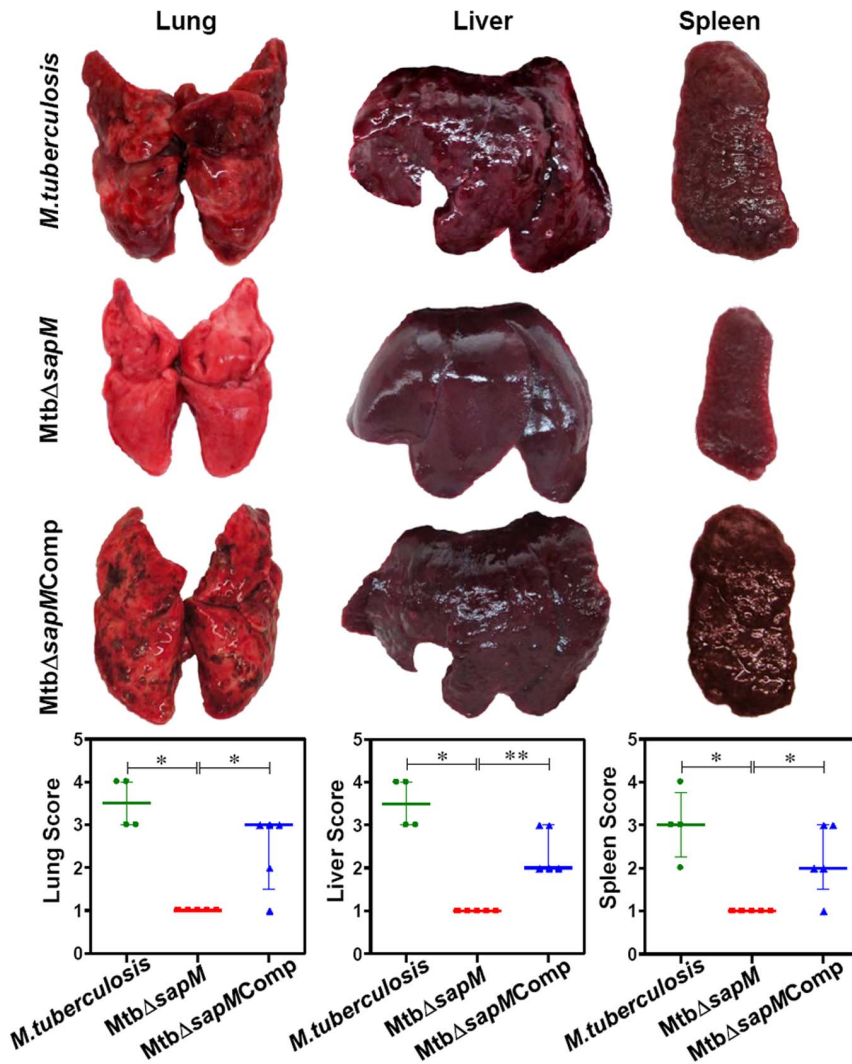 Lung Liver Spleen
M.tuberculosis
MtbΔsapM
MtbΔsapMComp
5
4
3
2
1
0
Lung Score
* *
M.tuberculosis
MtbΔsapM
MtbΔsapMComp
5
4
3
2
1
0
Liver Score
* **
M.tuberculosis
MtbΔsapM
MtbΔsapMComp
5
4
3
2
1
0
Spleen Score
* *
M.tuberculosis
MtbΔsapM
MtbΔsapMComp